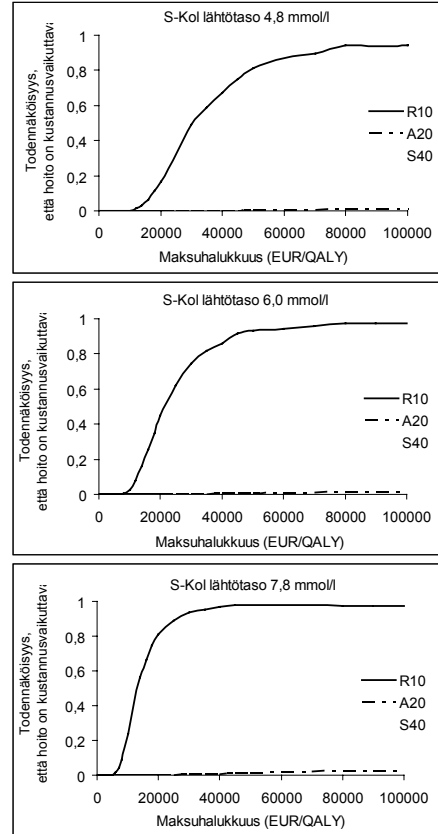 S-Kol lähtötaso 4,8 mmol/l
Todennäköisyys,
että hoito on kustannusvaikuttava
1
0,8
0,6
0,4
0,2
0
0 20000 40000 60000 80000 100000
Maksuhalukkuus (EUR/QALY)
R10
A20
S40
S-Kol lähtötaso 6,0 mmol/l
Todennäköisyys,
että hoito on kustannusvaikuttava
1
0,8
0,6
0,4
0,2
0
0 20000 40000 60000 80000 100000
Maksuhalukkuus (EUR/QALY)
R10
A20
S40
S-Kol lähtötaso 7,8 mmol/l
Todennäköisyys,
että hoito on kustannusvaikuttava
1
0,8
0,6
0,4
0,2
0
0 20000 40000 60000 80000 100000
Maksuhalukkuus (EUR/QALY)
R10
A20
S40